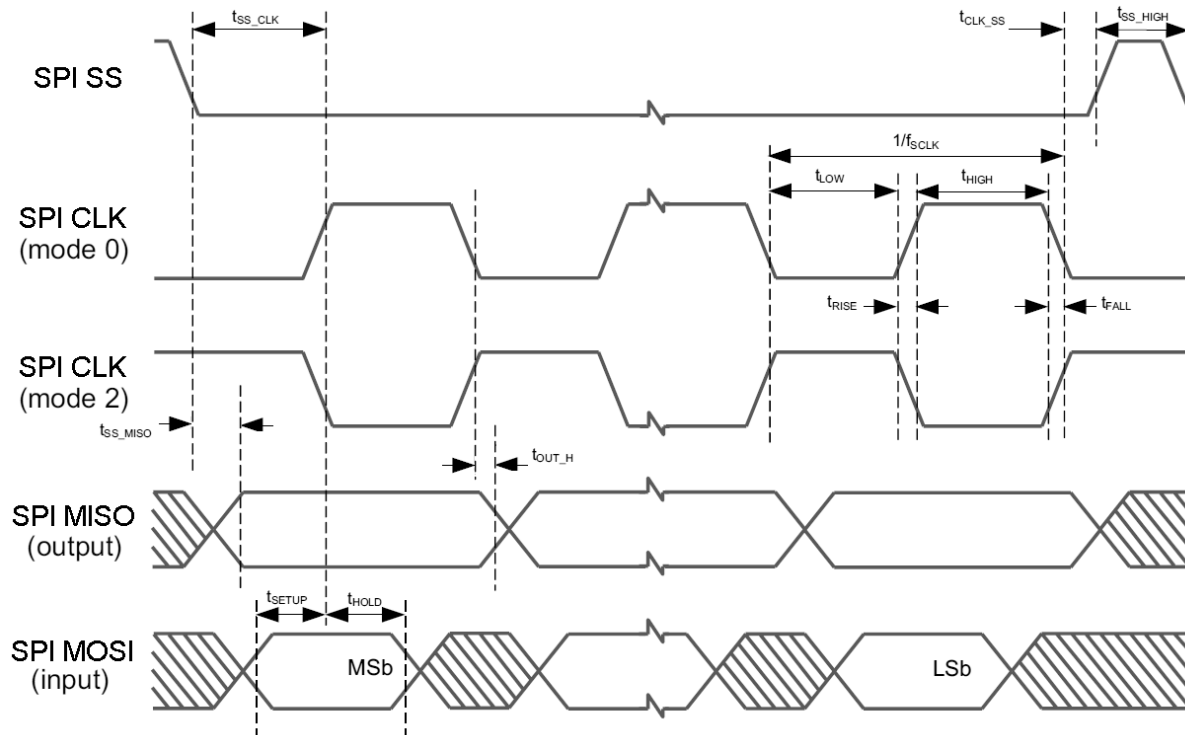 tSS_CLK
tCLK_SS
tSS_HIGH
SPI SS
1/fSCLK
tLOW
tHIGH
SPI CLK
(mode 0)
tRISE
tFALL
SPI CLK
(mode 2)
tSS_MISO
tOUT_H
SPI MISO
(output)
tSETUP
tHOLD
SPI MOSI
(input)
MSb
LSb